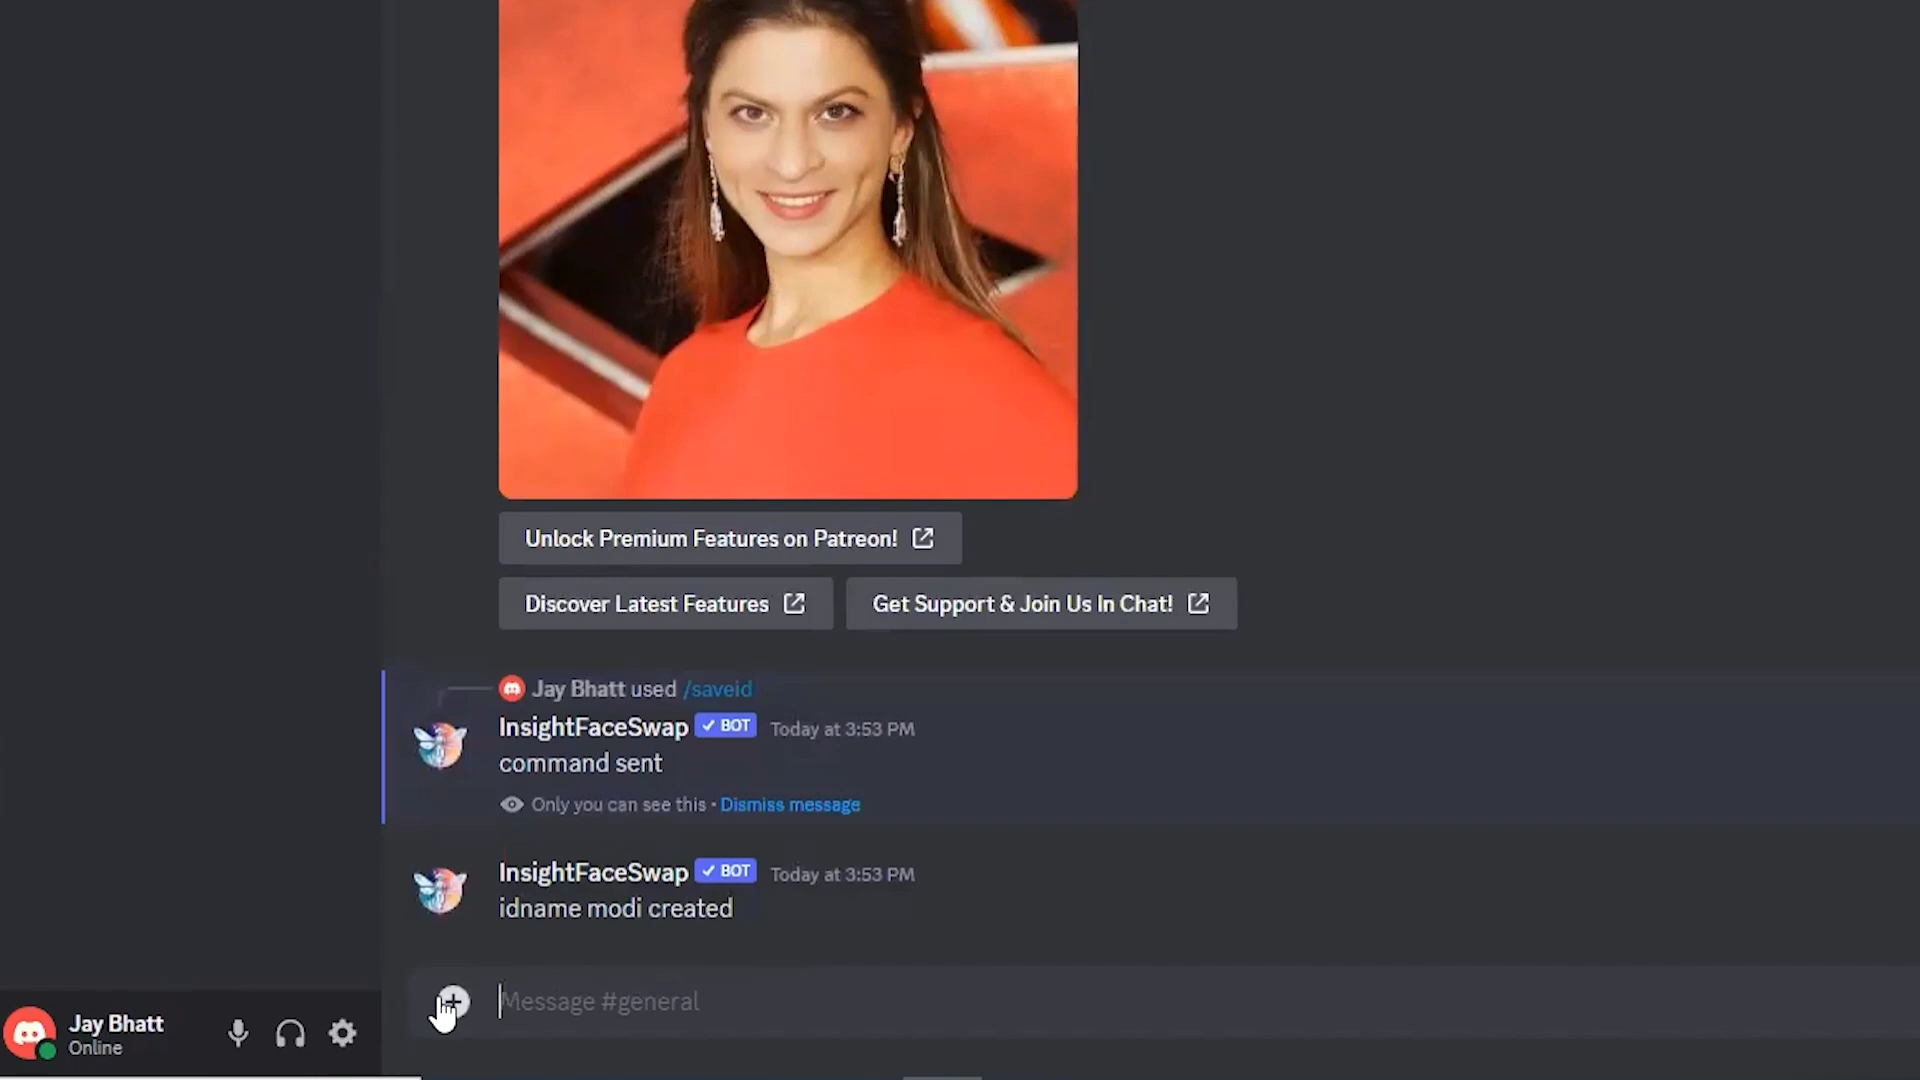 Unlock Premium Features on Patreon!
Discover Latest Features
Get Support & Join Us In Chat!
Jay Bhatt used /saveid
InsightFaceSwap ✓ BOT Today at 3:53 PM
command sent
Only you can see this • Dismiss message
InsightFaceSwap ✓ BOT Today at 3:53 PM
idname modi created
Message #general
Jay Bhatt
Online